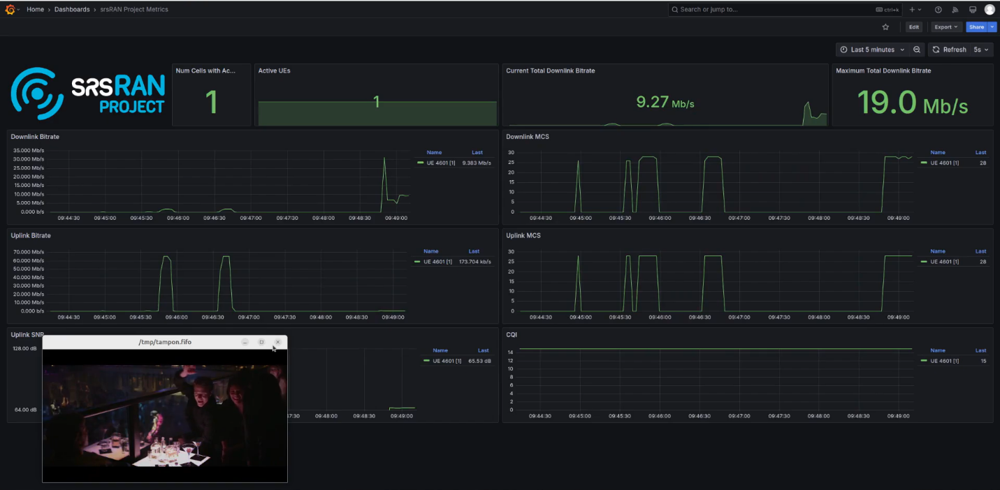 Home › Dashboards › srsRAN Project Metrics
Search or jump to...
ctrl+k
Edit
Export
Share
Last 5 minutes
Refresh 5s
srsRAN
PROJECT
Num Cells with Ac...
1
Active UEs
1
Current Total Downlink Bitrate
9.27 Mb/s
Maximum Total Downlink Bitrate
19.0 Mb/s
Downlink Bitrate
35.000 Mb/s
30.000 Mb/s
25.000 Mb/s
20.000 Mb/s
15.000 Mb/s
10.000 Mb/s
5.000 Mb/s
0.000 b/s
09:44:30 09:45:00 09:45:30 09:46:00 09:46:30 09:47:00 09:47:30 09:48:00 09:48:30 09:49:00
Name Last
UE 4601 [1] 9.383 Mb/s
Downlink MCS
30
25
20
15
10
5
0
09:44:30 09:45:00 09:45:30 09:46:00 09:46:30 09:47:00 09:47:30 09:48:00 09:48:30 09:49:00
Name Last
UE 4601 [1] 28
Uplink Bitrate
70.000 Mb/s
60.000 Mb/s
50.000 Mb/s
40.000 Mb/s
30.000 Mb/s
20.000 Mb/s
10.000 Mb/s
0.000 b/s
09:44:30 09:45:00 09:45:30 09:46:00 09:46:30 09:47:00 09:47:30 09:48:00 09:48:30 09:49:00
Name Last
UE 4601 [1] 173.704 kb/s
Uplink MCS
30
25
20
15
10
5
0
09:44:30 09:45:00 09:45:30 09:46:00 09:46:30 09:47:00 09:47:30 09:48:00 09:48:30 09:49:00
Name Last
UE 4601 [1] 28
Uplink SNR
128.00 dB
64.00 dB
/tmp/tampon.fifo
7:30 09:48:00 09:48:30 09:49:00
Name Last
UE 4601 [1] 65.53 dB
CQI
14
12
10
8
6
4
2
0
09:44:30 09:45:00 09:45:30 09:46:00 09:46:30 09:47:00 09:47:30 09:48:00 09:48:30 09:49:00
Name Last
UE 4601 [1] 15